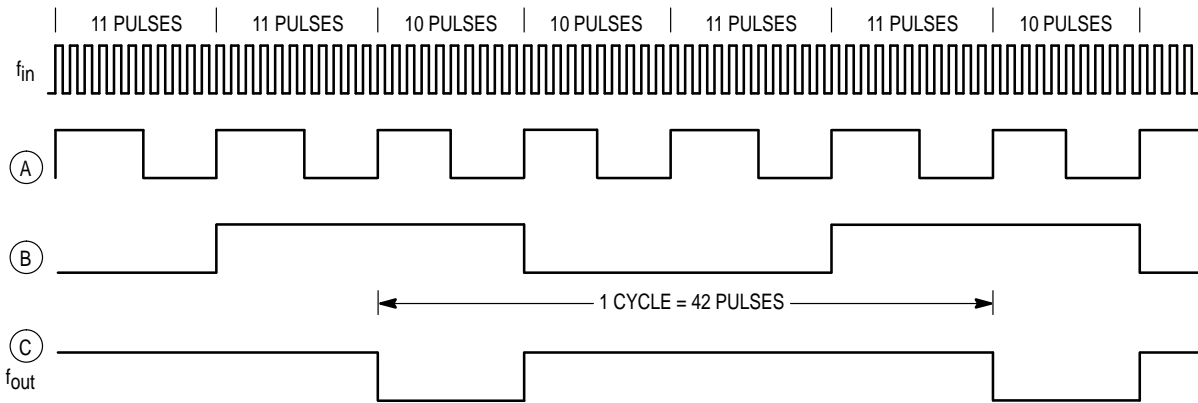 11 PULSES 11 PULSES 10 PULSES 10 PULSES 11 PULSES 11 PULSES 10 PULSES
fin
A
B
1 CYCLE = 42 PULSES
C
fout